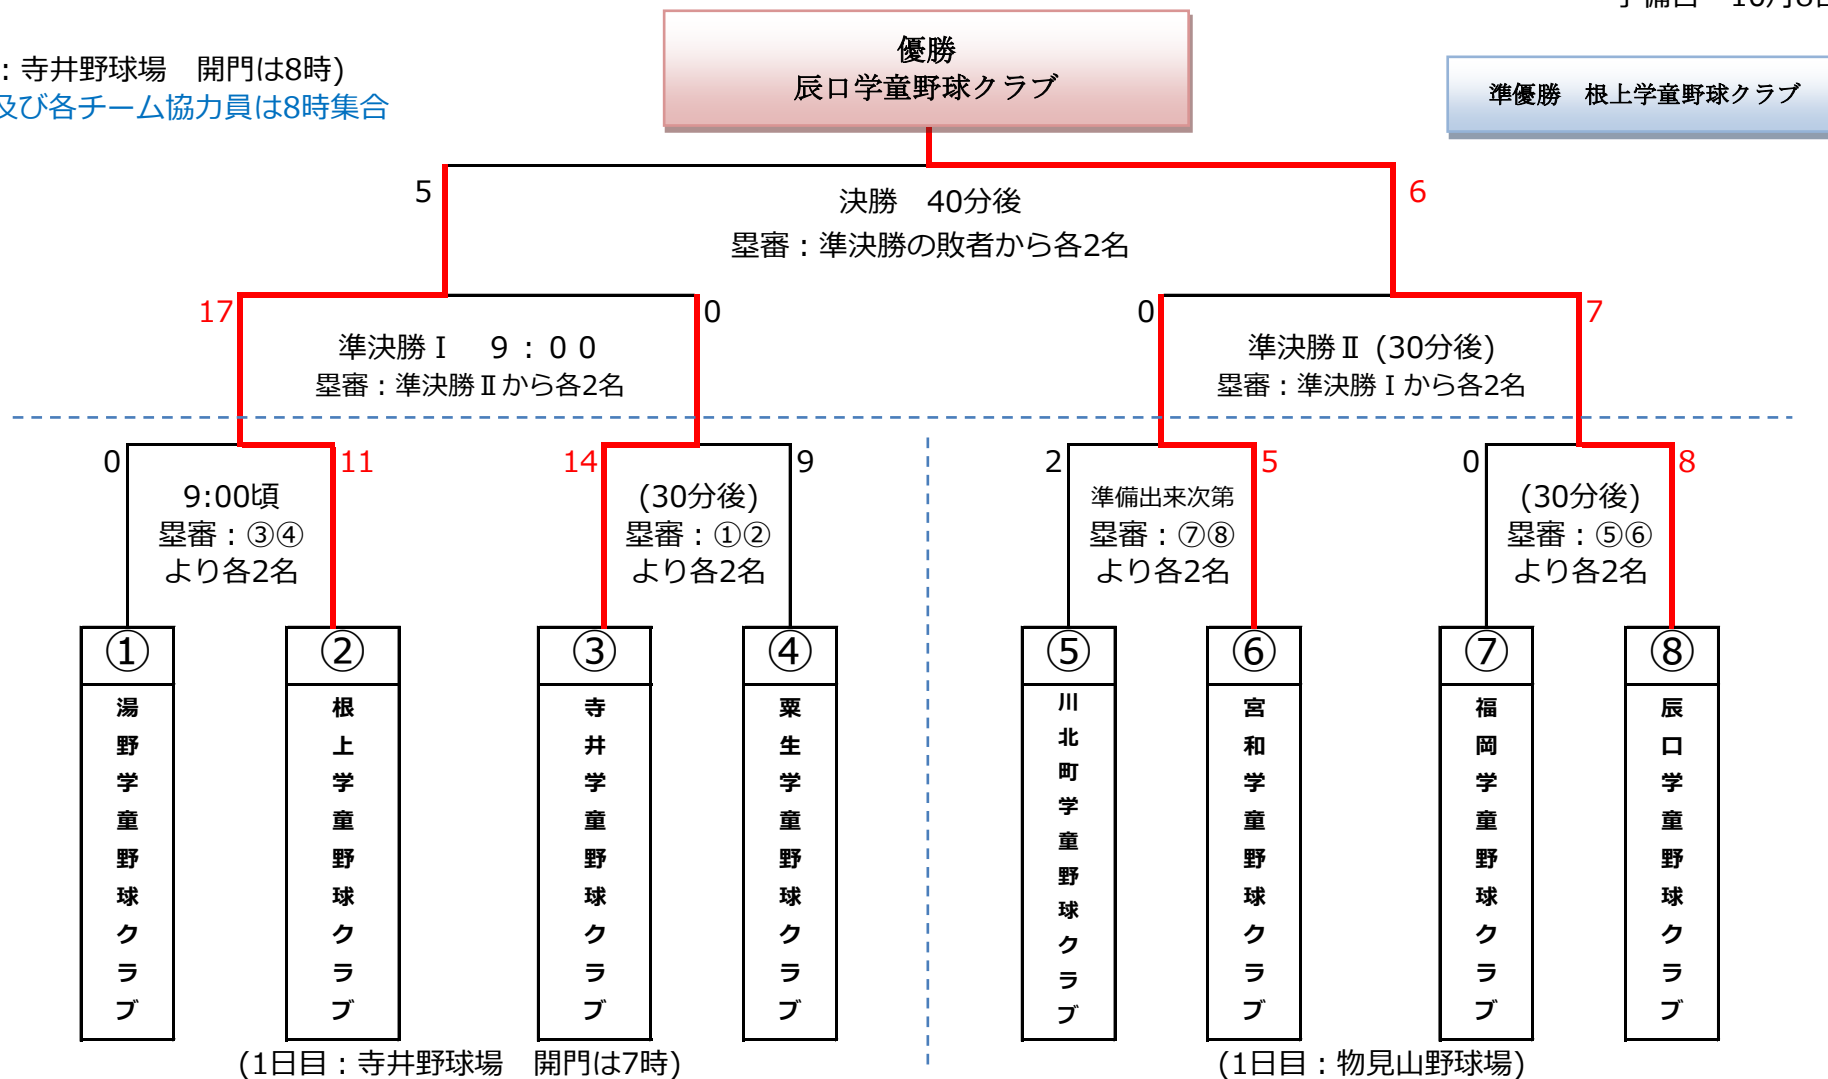 予備日　10月8日
優勝
辰口学童野球クラブ
：寺井野球場　開門は8時)
及び各チーム協力員は8時集合
準優勝　根上学童野球クラブ
5
6
決勝　40分後
塁審：準決勝の敗者から各2名
17
0
0
7
準決勝Ⅰ　９：００
塁審：準決勝Ⅱから各2名
準決勝Ⅱ (30分後)
塁審：準決勝Ⅰから各2名
0
11
14
9
2
5
0
8
9:00頃
塁審：③④
より各2名
(30分後)
塁審：①②
より各2名
準備出来次第
塁審：⑦⑧
より各2名
(30分後)
塁審：⑤⑥
より各2名
①
湯野学童野球クラブ
②
根上学童野球クラブ
③
寺井学童野球クラブ
④
粟生学童野球クラブ
⑤
川北町学童野球クラブ
⑥
宮和学童野球クラブ
⑦
福岡学童野球クラブ
⑧
辰口学童野球クラブ
(1日目：寺井野球場　開門は7時)
(1日目：物見山野球場)